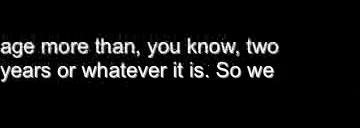 age more than, you know, two
years or whatever it is. So we